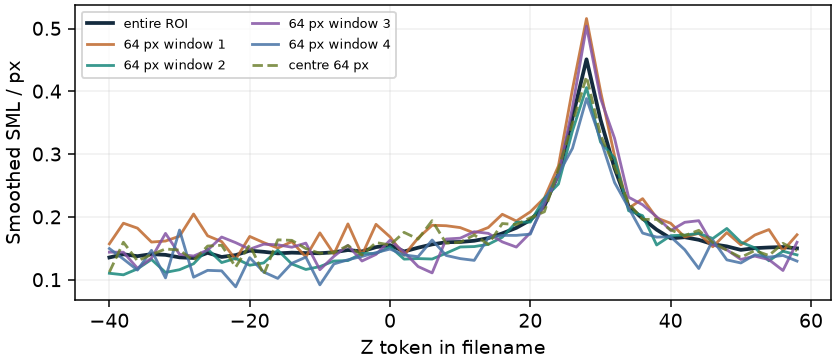 entire ROI
64 px window 1
64 px window 2
64 px window 3
64 px window 4
centre 64 px
Smoothed SML / px
0.5
0.4
0.3
0.2
0.1
−40
−20
0
20
40
60
Z token in filename